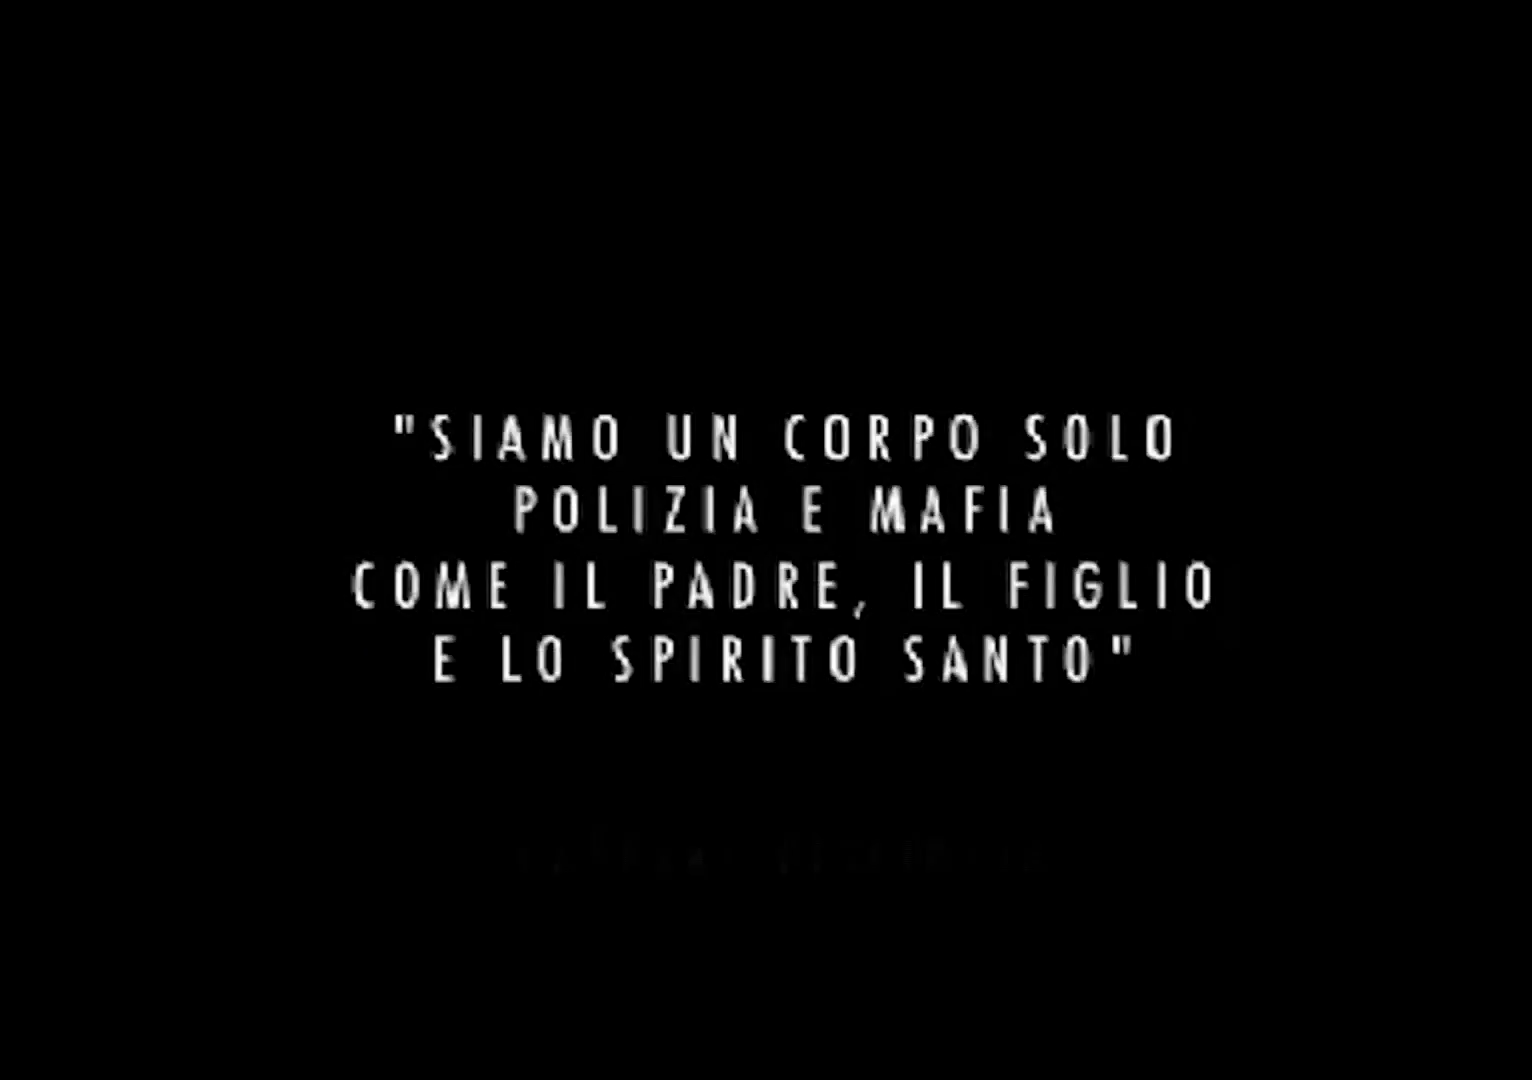 "SIAMO UN CORPO SOLO
POLIZIA E MAFIA
COME IL PADRE, IL FIGLIO
E LO SPIRITO SANTO"